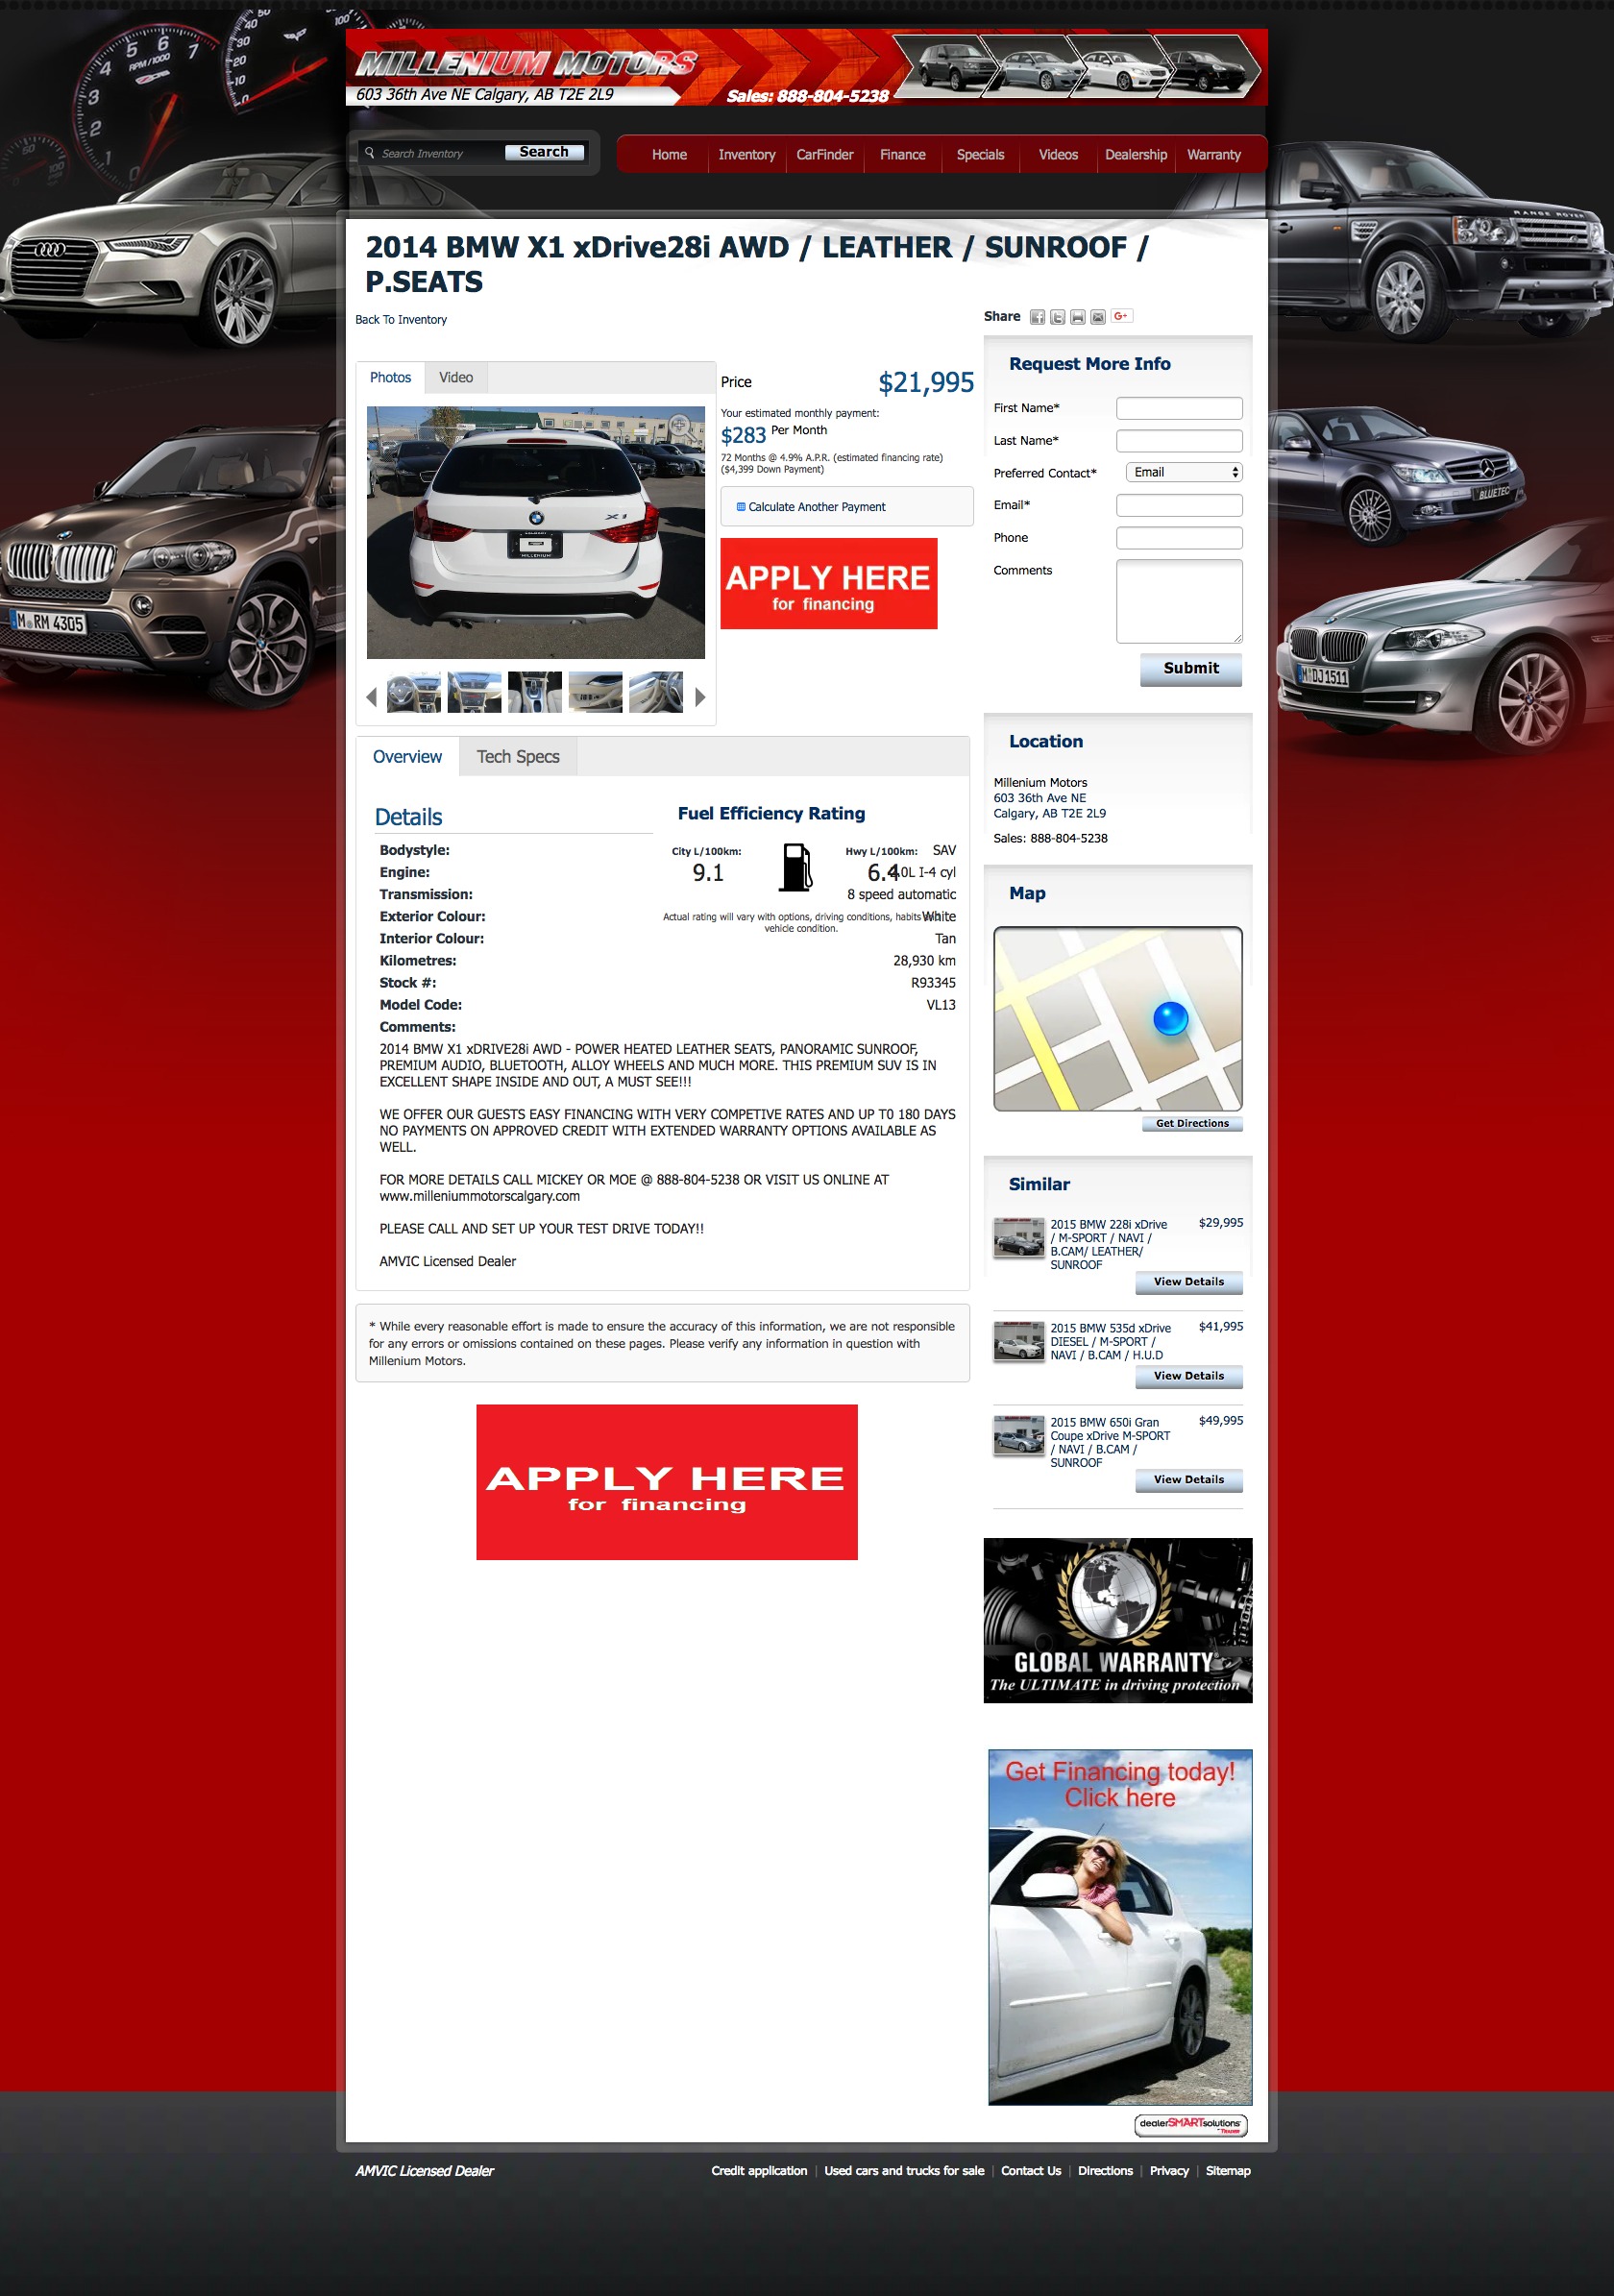 MILLENIUM MOTORS
603 36th Ave NE Calgary, AB T2E 2L9
Sales: 888-804-5238
Search Inventory
Search
Home
Inventory
CarFinder
Finance
Specials
Videos
Dealership
Warranty
2014 BMW X1 xDrive28i AWD / LEATHER / SUNROOF /
P.SEATS
Back To Inventory
Share
Photos
Video
X1
Price
$21,995
Your estimated monthly payment:
$283 Per Month
72 Months @ 4.9% A.P.R. (estimated financing rate)
($4,399 Down Payment)
Calculate Another Payment
APPLY HERE
for financing
Request More Info
First Name*
Last Name*
Preferred Contact*
Email
Email*
Phone
Comments
Submit
Overview
Tech Specs
Details
Fuel Efficiency Rating
City L/100km:
9.1
Hwy L/100km:
6.4
Bodystyle: SAV
Engine: .0L I-4 cyl
Transmission: 8 speed automatic
Exterior Colour: White
Actual rating will vary with options, driving conditions, habits
vehicle condition.
Interior Colour: Tan
Kilometres: 28,930 km
Stock #: R93345
Model Code: VL13
Comments:
2014 BMW X1 xDRIVE28i AWD - POWER HEATED LEATHER SEATS, PANORAMIC SUNROOF,
PREMIUM AUDIO, BLUETOOTH, ALLOY WHEELS AND MUCH MORE. THIS PREMIUM SUV IS IN
EXCELLENT SHAPE INSIDE AND OUT, A MUST SEE!!!
WE OFFER OUR GUESTS EASY FINANCING WITH VERY COMPETIVE RATES AND UP T0 180 DAYS
NO PAYMENTS ON APPROVED CREDIT WITH EXTENDED WARRANTY OPTIONS AVAILABLE AS
WELL.
FOR MORE DETAILS CALL MICKEY OR MOE @ 888-804-5238 OR VISIT US ONLINE AT
www.milleniummotorscalgary.com
PLEASE CALL AND SET UP YOUR TEST DRIVE TODAY!!
AMVIC Licensed Dealer
* While every reasonable effort is made to ensure the accuracy of this information, we are not responsible
for any errors or omissions contained on these pages. Please verify any information in question with
Millenium Motors.
APPLY HERE
for financing
Location
Millenium Motors
603 36th Ave NE
Calgary, AB T2E 2L9
Sales: 888-804-5238
Map
Get Directions
Similar
2015 BMW 228i xDrive
/ M-SPORT / NAVI /
B.CAM/ LEATHER/
SUNROOF
$29,995
View Details
2015 BMW 535d xDrive
DIESEL / M-SPORT /
NAVI / B.CAM / H.U.D
$41,995
View Details
2015 BMW 650i Gran
Coupe xDrive M-SPORT
/ NAVI / B.CAM /
SUNROOF
$49,995
View Details
GLOBAL WARRANTY
The ULTIMATE in driving protection
Get Financing today!
Click here
dealerSMARTsolutions
RPM/1000
RANGE ROVER
BLUETEC
M RM 4305
M DJ 1511
AMVIC Licensed Dealer
Credit application | Used cars and trucks for sale | Contact Us | Directions | Privacy | Sitemap